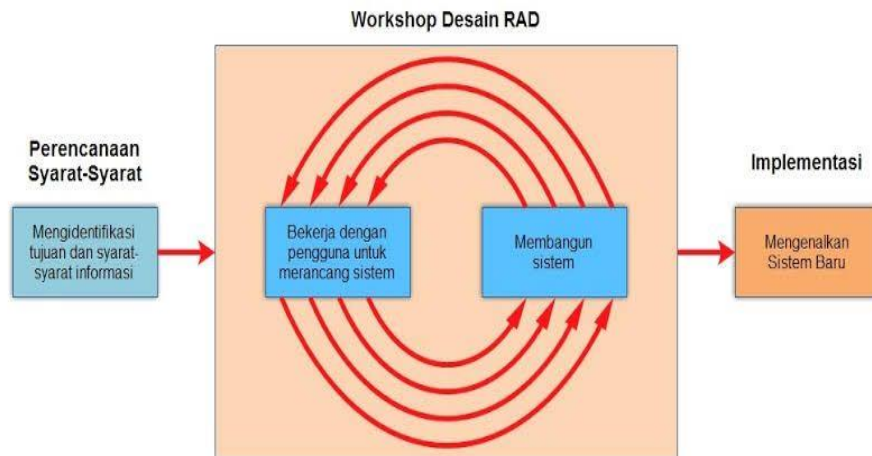 Workshop Desain RAD
Perencanaan
Syarat-Syarat
Mengidentifikasi
tujuan dan syarat-
syarat informasi
Bekerja dengan
pengguna untuk
merancang sistem
Membangun
sistem
Implementasi
Mengenalkan
Sistem Baru